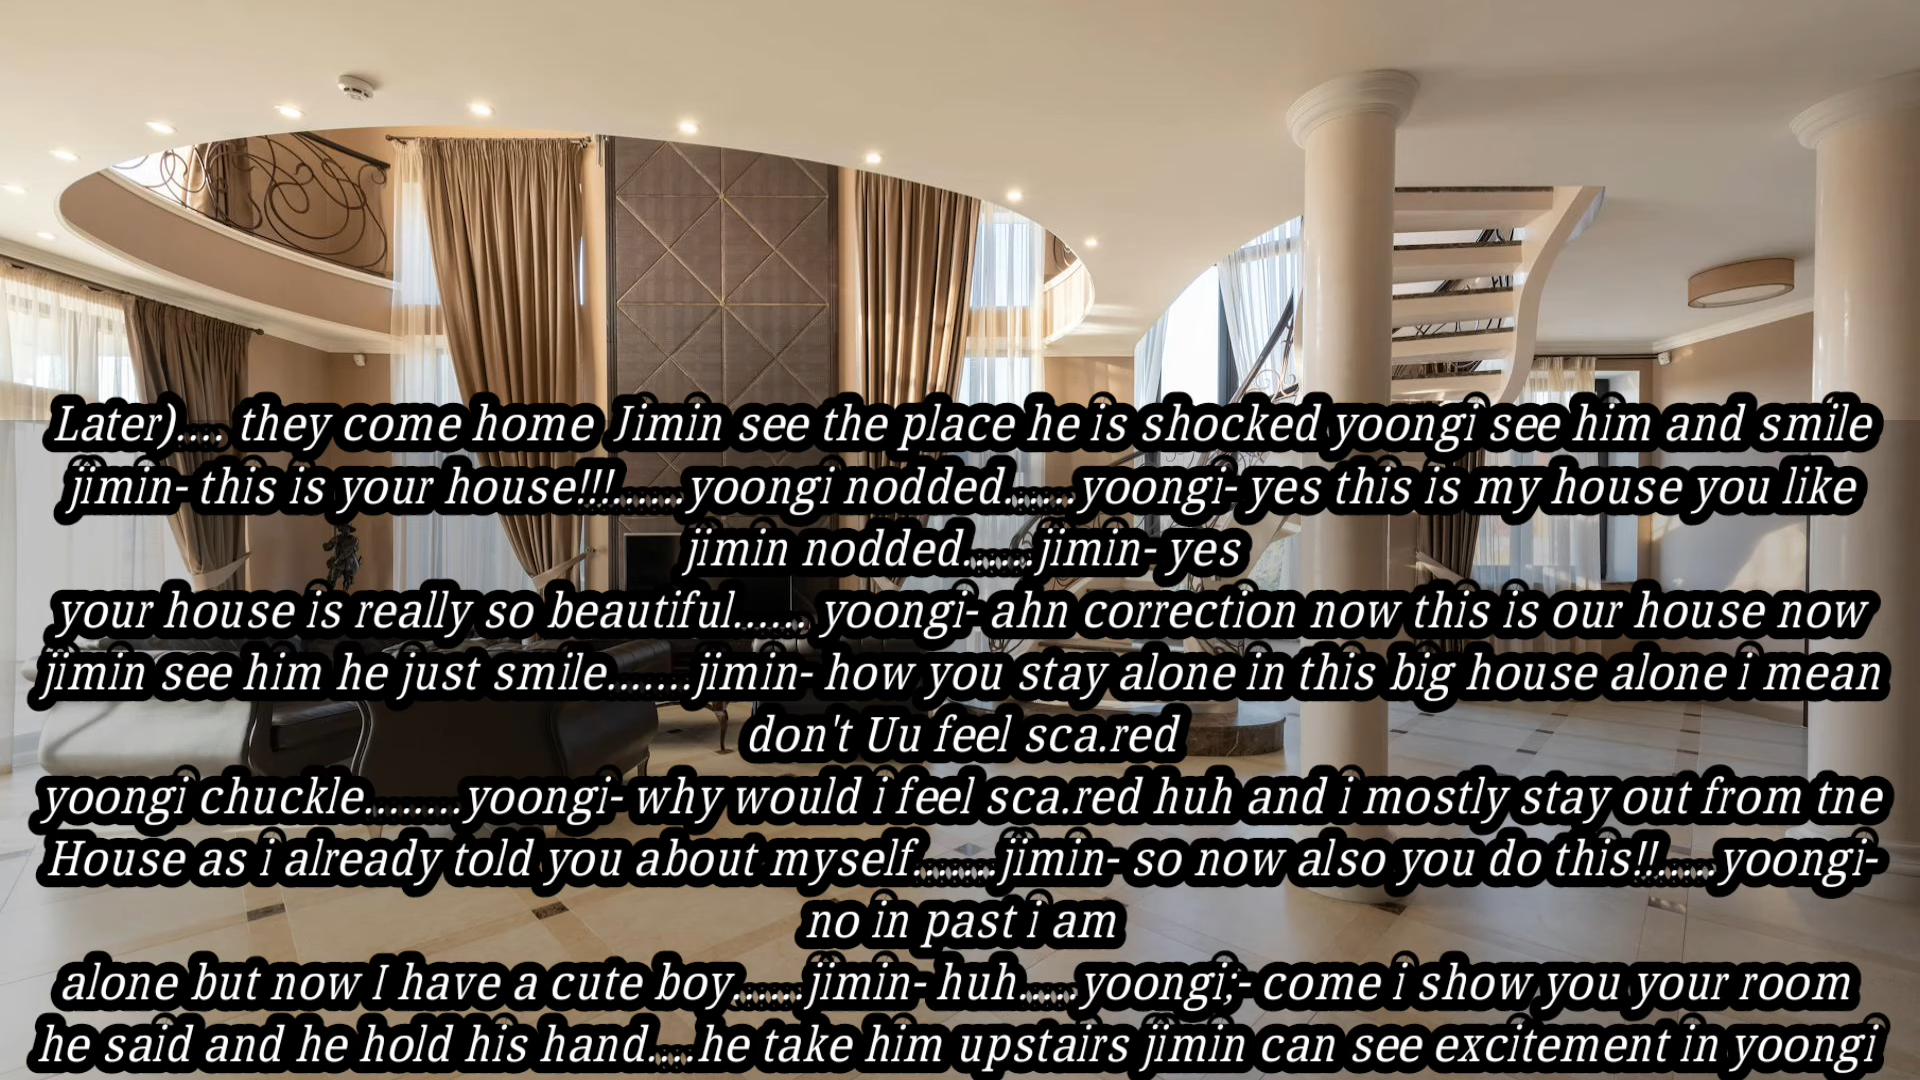 Later).... they come home Jimin see the place he is shocked yoongi see him and smile
jimin- this is your house!!!.......yoongi nodded.......yoongi- yes this is my house you like
jimin nodded.......jimin- yes
your house is really so beautiful....... yoongi- ahn correction now this is our house now
jimin see him he just smile.......jimin- how you stay alone in this big house alone i mean
don't Uu feel sca.red
yoongi chuckle.........yoongi- why would i feel sca.red huh and i mostly stay out from tne
House as i already told you about myself........jimin- so now also you do this!!......yoongi-
no in past i am
alone but now I have a cute boy.......jimin- huh......yoongi;- come i show you your room
he said and he hold his hand.... he take him upstairs jimin can see excitement in yoongi